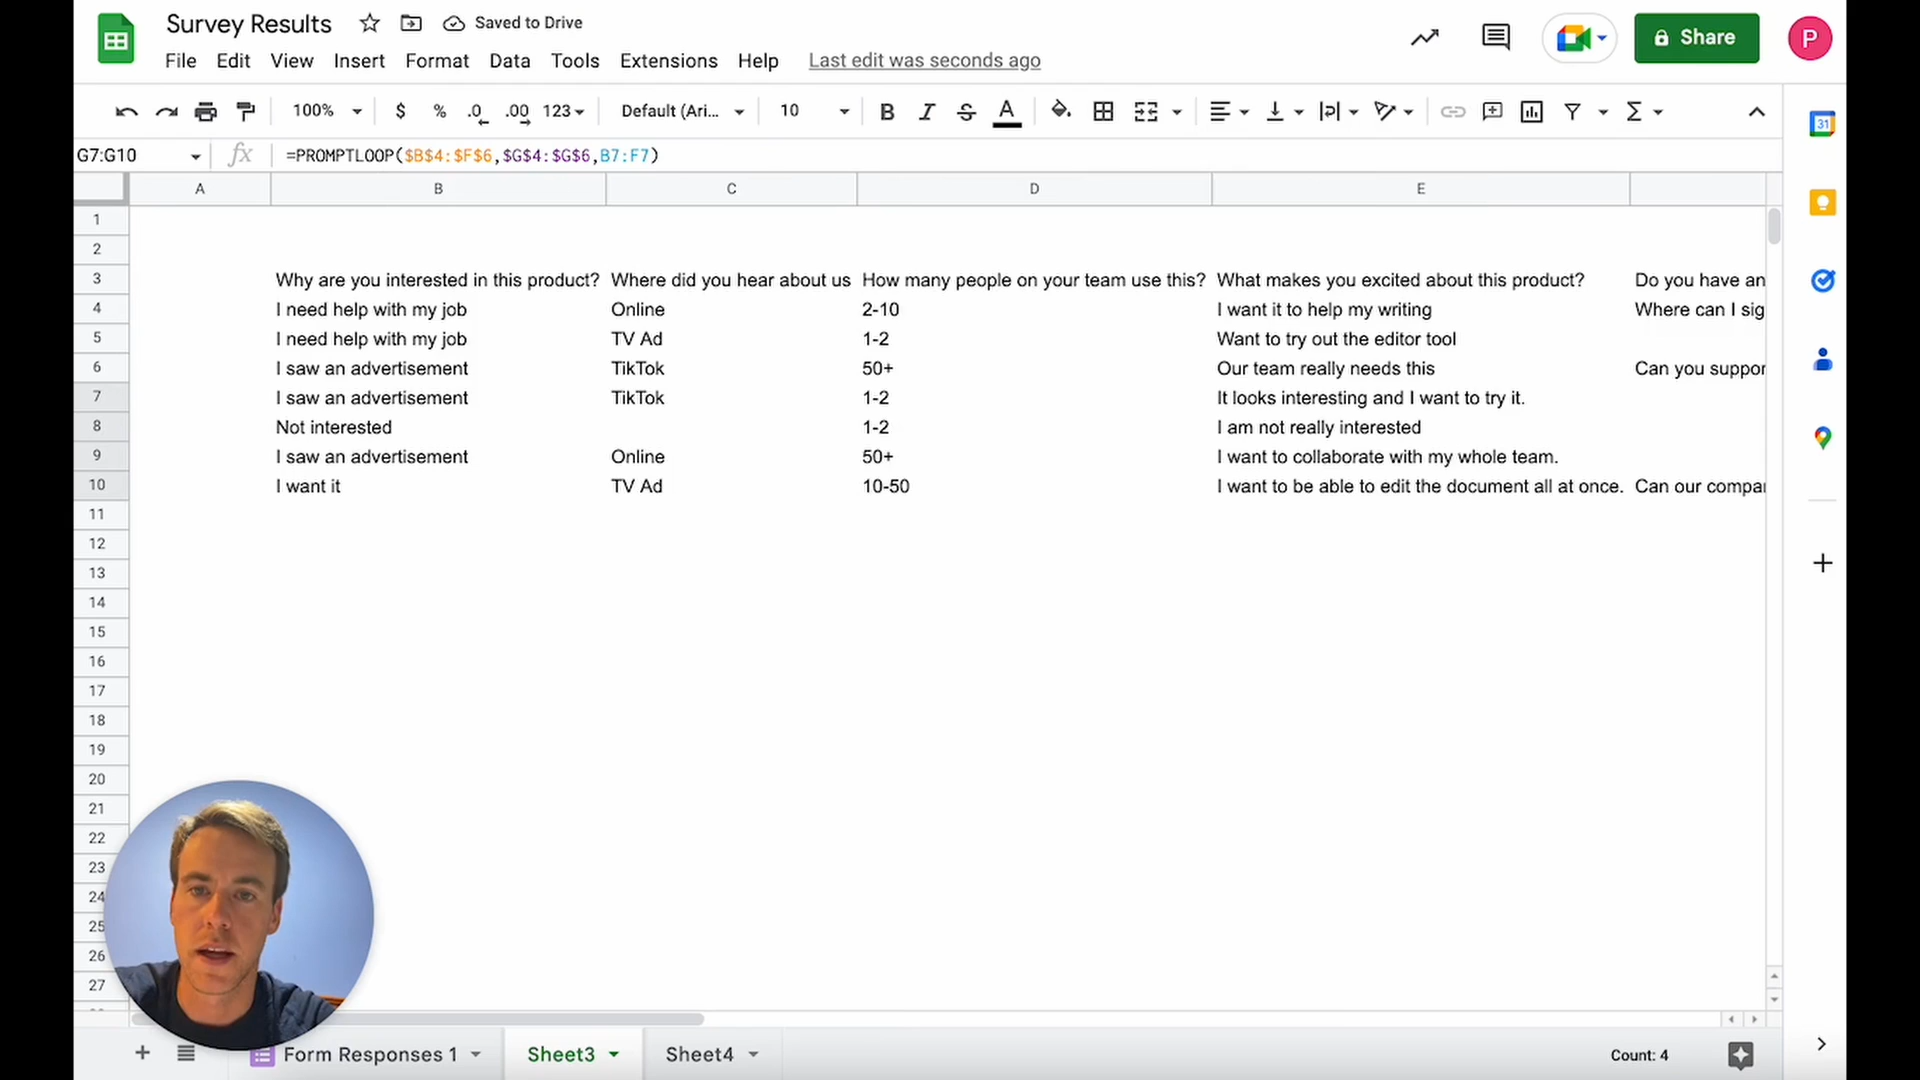 Survey Results Saved to Drive
File Edit View Insert Format Data Tools Extensions Help Last edit was seconds ago
Share P
100% $ % .0 .00 123 Default (Ari... 10 B I S A 31
G7:G10 fx =PROMPTLOOP($B$4:$F$6,$G$4:$G$6,B7:F7)
A B C D E
1
2
3 Why are you interested in this product? Where did you hear about us How many people on your team use this? What makes you excited about this product? Do you have an
4 I need help with my job Online 2-10 I want it to help my writing Where can I sig
5 I need help with my job TV Ad 1-2 Want to try out the editor tool
6 I saw an advertisement TikTok 50+ Our team really needs this Can you suppor
7 I saw an advertisement TikTok 1-2 It looks interesting and I want to try it.
8 Not interested 1-2 I am not really interested
9 I saw an advertisement Online 50+ I want to collaborate with my whole team.
10 I want it TV Ad 10-50 I want to be able to edit the document all at once. Can our compa
11
12
13
14
15
16
17
18
19
20
21
22
23
24
25
26
27
Form Responses 1 Sheet3 Sheet4 Count: 4